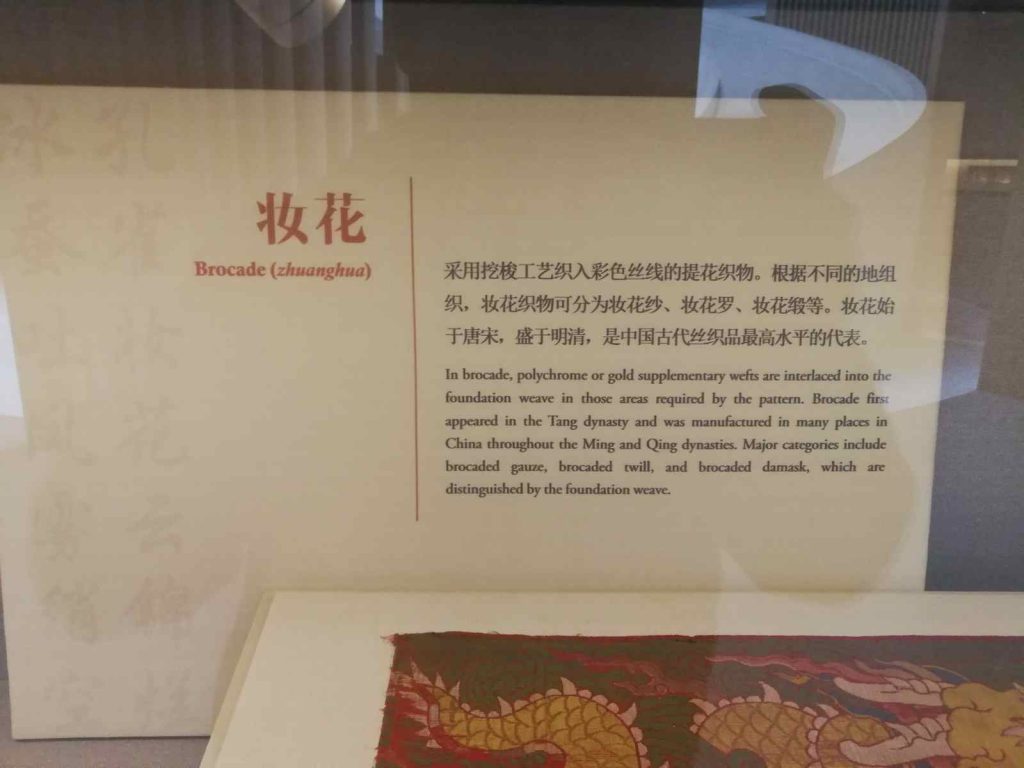 妆花
Brocade (zhuanghua)
采用挖梭工艺织入彩色丝线的提花织物。根据不同的地组
织，妆花织物可分为妆花纱、妆花罗、妆花缎等。妆花始
于唐宋，盛于明清，是中国古代丝织品最高水平的代表。
In brocade, polychrome or gold supplementary wefts are interlaced into the
foundation weave in those areas required by the pattern. Brocade first
appeared in the Tang dynasty and was manufactured in many places in
China throughout the Ming and Qing dynasties. Major categories include
brocaded gauze, brocaded twill, and brocaded damask, which are
distinguished by the foundation weave.